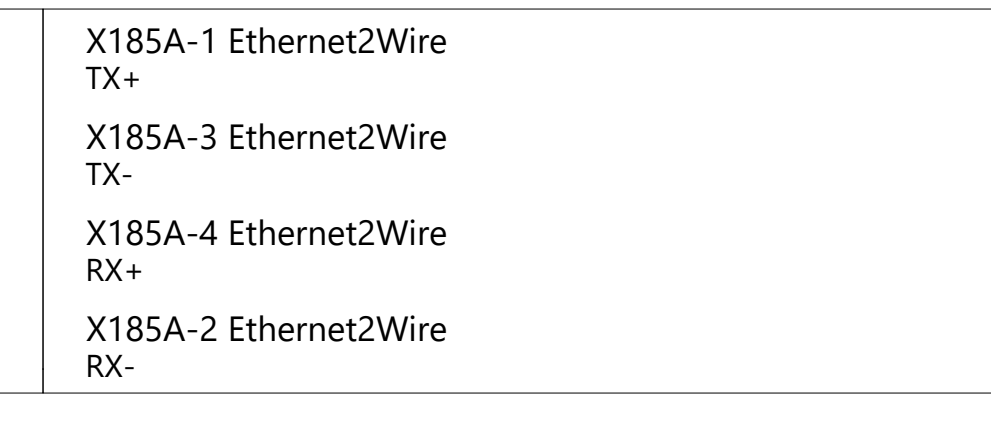 X185A-1 Ethernet2Wire
TX+
X185A-3 Ethernet2Wire
TX-
X185A-4 Ethernet2Wire
RX+
X185A-2 Ethernet2Wire
RX-